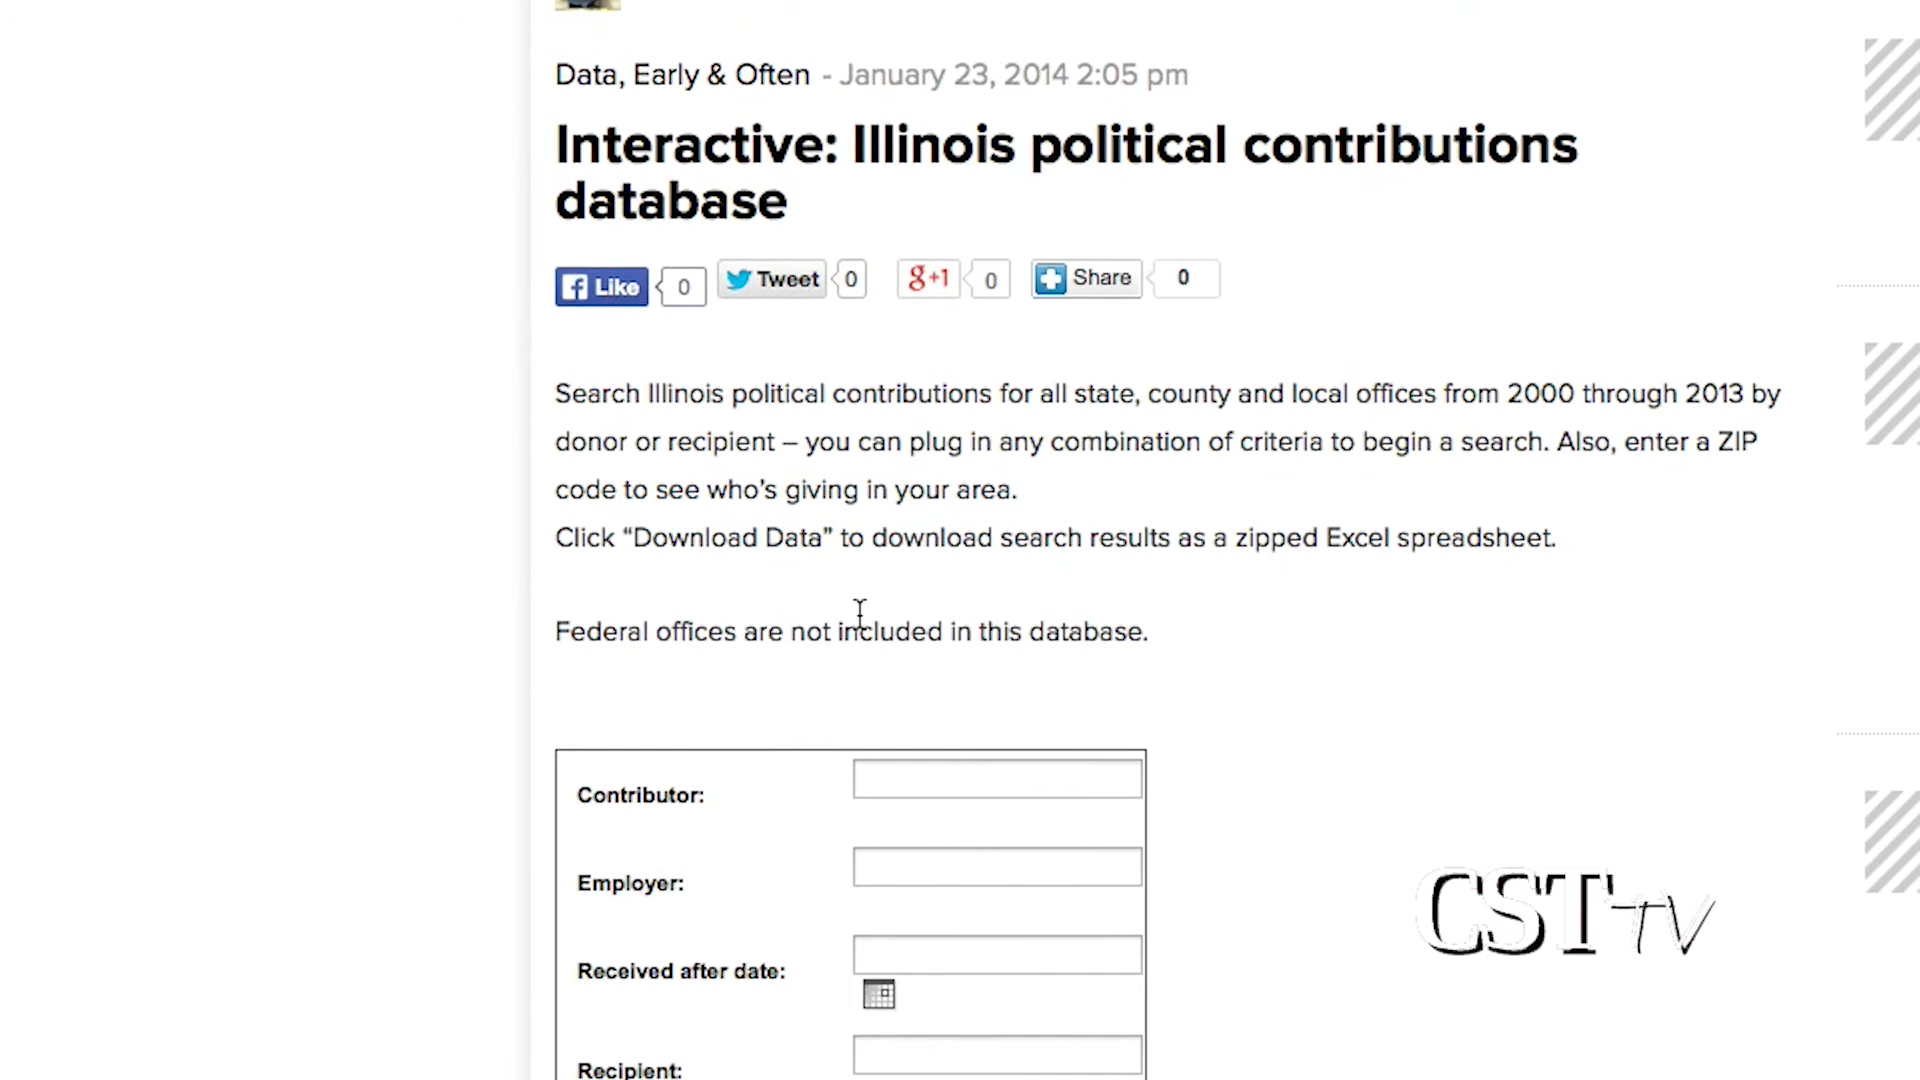 Data, Early & Often - January 23, 2014 2:05 pm
Interactive: Illinois political contributions
database
Like 0 Tweet 0 g+1 0 Share 0
Search Illinois political contributions for all state, county and local offices from 2000 through 2013 by
donor or recipient – you can plug in any combination of criteria to begin a search. Also, enter a ZIP
code to see who’s giving in your area.
Click “Download Data” to download search results as a zipped Excel spreadsheet.
Federal offices are not included in this database.
Contributor:
Employer:
Received after date:
Recipient:
CST TV